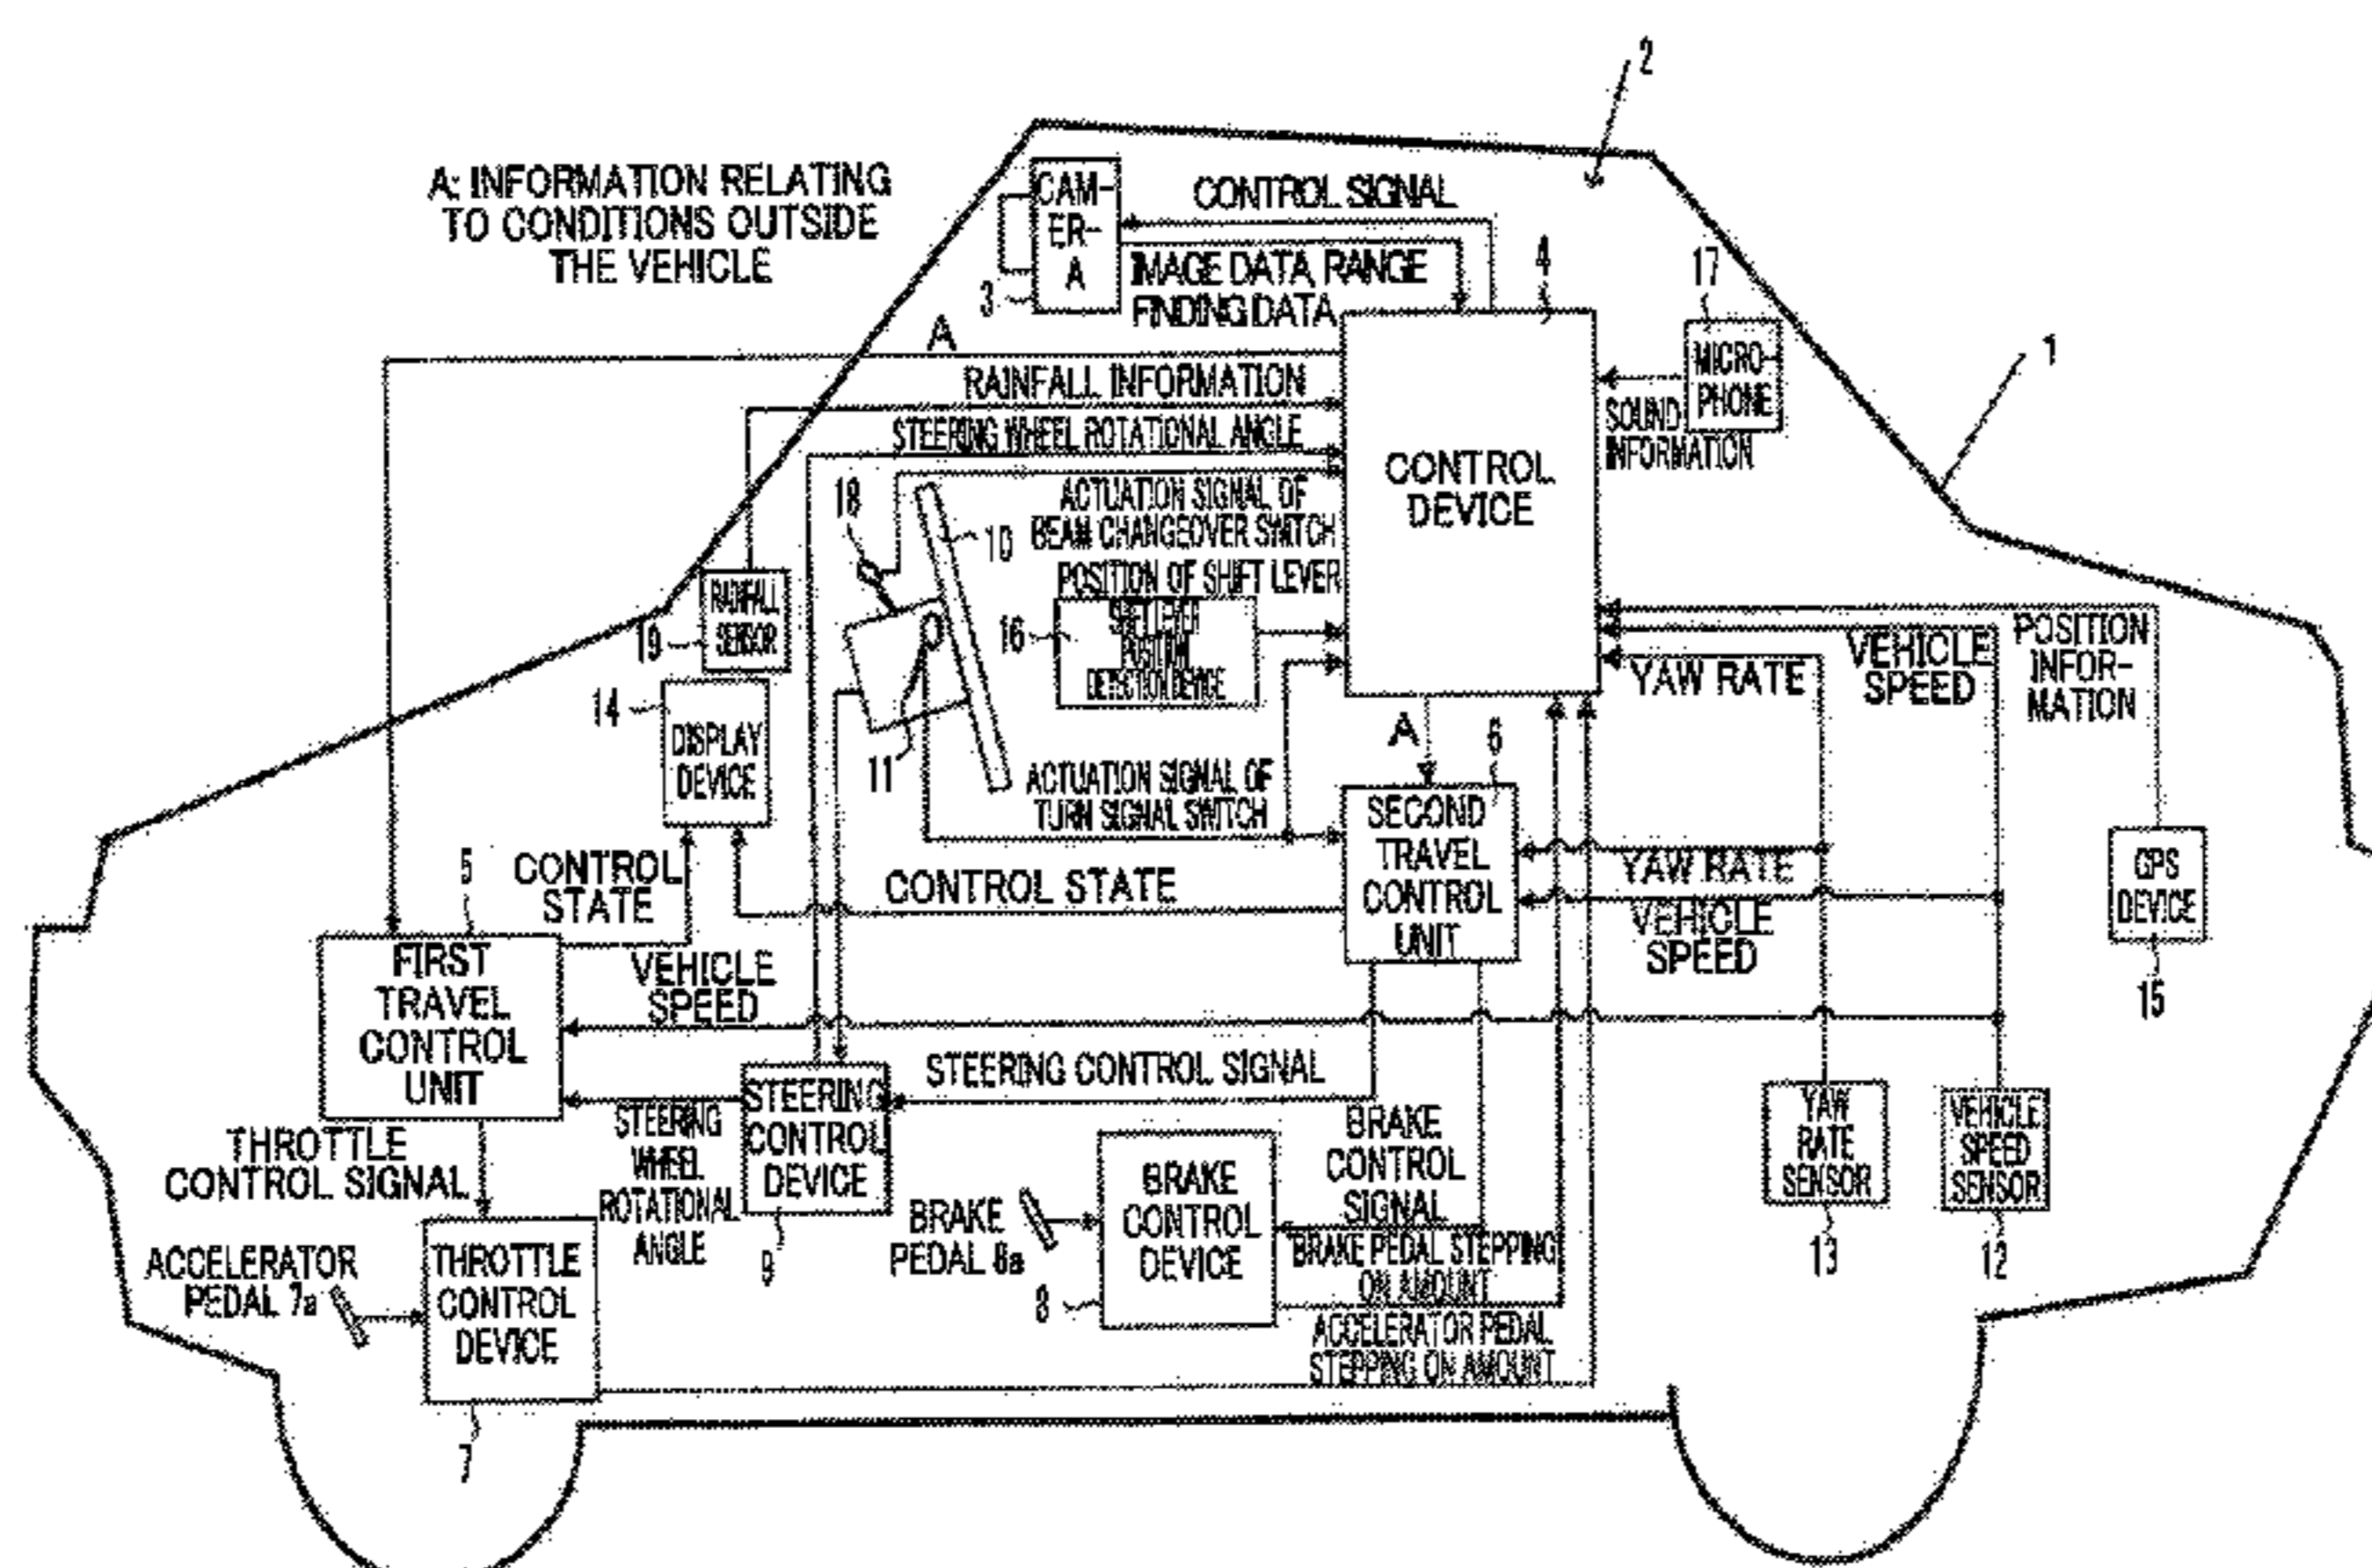 2
A: INFORMATION RELATING
TO CONDITIONS OUTSIDE
THE VEHICLE
CAM-
ER-
A
3
CONTROL SIGNAL
IMAGE DATA, RANGE
FINDING DATA
4
17
MICRO-
PHONE
SOUND
INFORMATION
1
A
RAINFALL INFORMATION
STEERING WHEEL ROTATIONAL ANGLE
CONTROL
DEVICE
18
10
ACTUATION SIGNAL OF
BEAM CHANGEOVER SWITCH
POSITION OF SHIFT LEVER
16
SHIFT LEVER
POSITION
DETECTION DEVICE
RAINFALL
SENSOR
19
14
DISPLAY
DEVICE
11
ACTUATION SIGNAL OF
TURN SIGNAL SWITCH
A
6
YAW RATE
VEHICLE
SPEED
POSITION
INFOR-
MATION
SECOND
TRAVEL
CONTROL
UNIT
YAW RATE
VEHICLE
SPEED
GPS
DEVICE
15
5
CONTROL
STATE
CONTROL STATE
FIRST
TRAVEL
CONTROL
UNIT
VEHICLE
SPEED
STEERING CONTROL SIGNAL
STEERING
CONTROL
DEVICE
9
STEERING
WHEEL
ROTATIONAL
ANGLE
THROTTLE
CONTROL SIGNAL
ACCELERATOR
PEDAL 7a
THROTTLE
CONTROL
DEVICE
7
BRAKE
PEDAL 8a
BRAKE
CONTROL
DEVICE
8
BRAKE
CONTROL
SIGNAL
BRAKE PEDAL STEPPING
ON AMOUNT
ACCELERATOR PEDAL
STEPPING ON AMOUNT
YAW
RATE
SENSOR
13
VEHICLE
SPEED
SENSOR
12